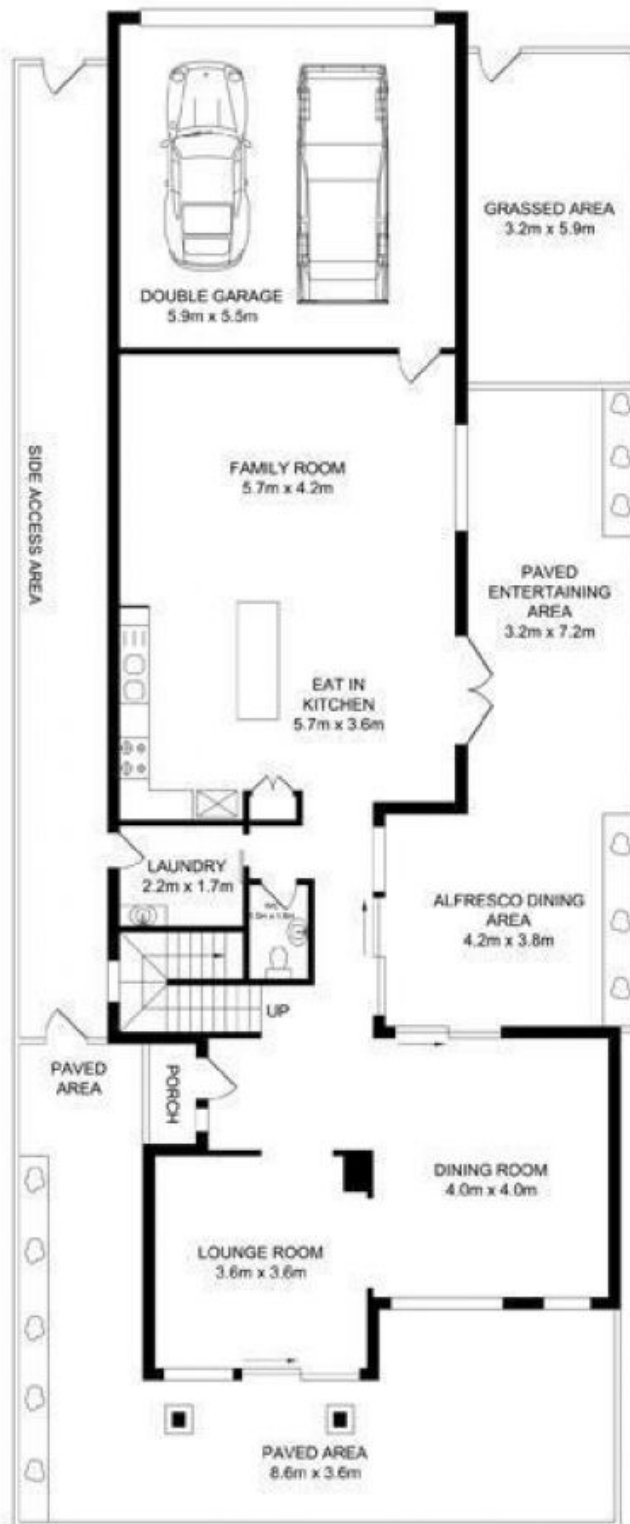 GRASSED AREA
3.2m x 5.9m
DOUBLE GARAGE
5.9m x 5.5m
SIDE ACCESS AREA
FAMILY ROOM
5.7m x 4.2m
PAVED
ENTERTAINING
AREA
3.2m x 7.2m
EAT IN
KITCHEN
5.7m x 3.6m
LAUNDRY
2.2m x 1.7m
ALFRESCO DINING
AREA
4.2m x 3.8m
UP
PAVED
AREA
PORCH
DINING ROOM
4.0m x 4.0m
LOUNGE ROOM
3.6m x 3.6m
PAVED AREA
8.6m x 3.6m